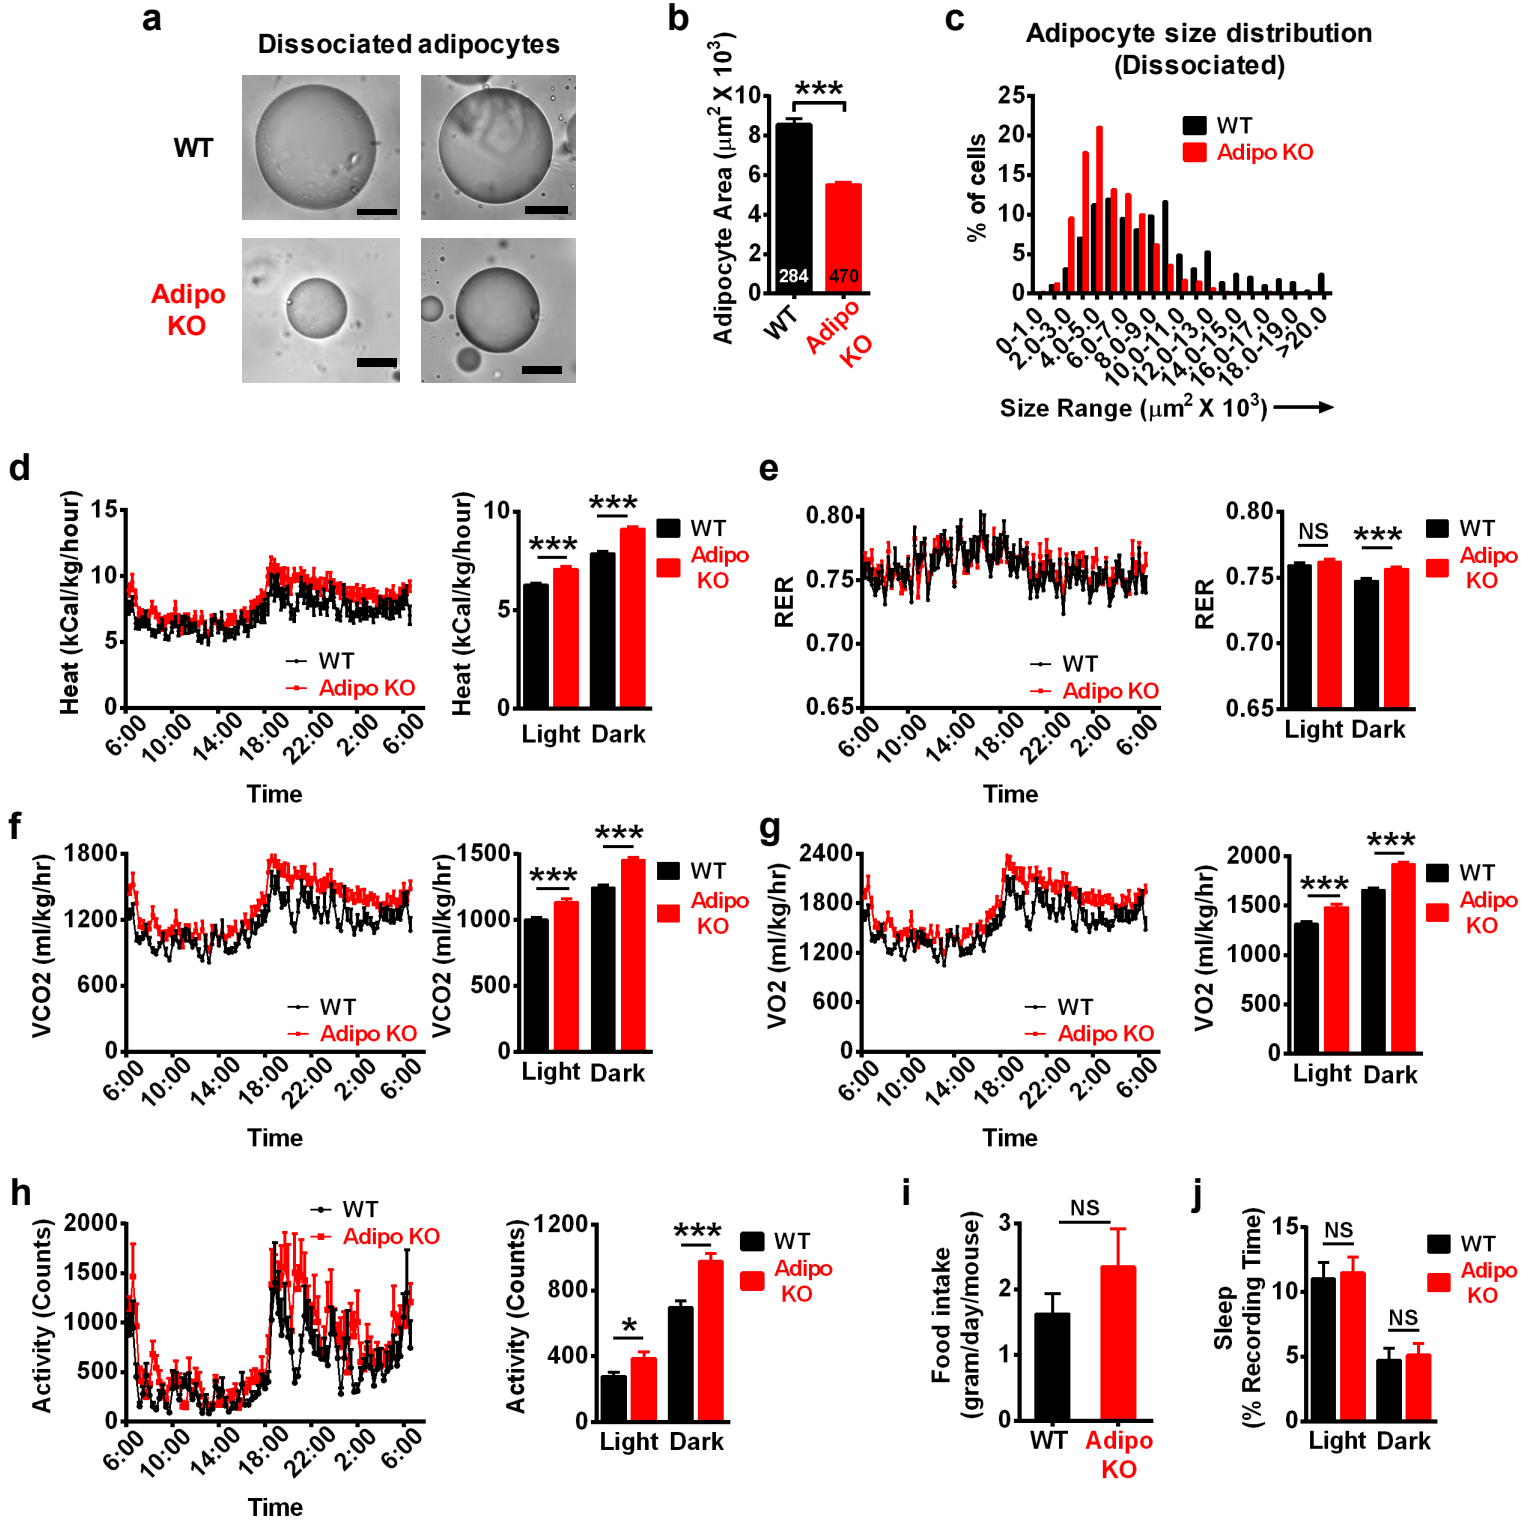 a
Dissociated adipocytes
WT
Adipo
KO
b
Adipocyte Area (μm2 X 103)
10
8
6
4
2
0
***
284
470
WT
Adipo
KO
c
Adipocyte size distribution
(Dissociated)
% of cells
25
20
15
10
5
0
WT
Adipo KO
0-1.0
2.0-3.0
4.0-5.0
6.0-7.0
8.0-9.0
10.0-11.0
12.0-13.0
14.0-15.0
16.0-17.0
18.0-19.0
>20.0
Size Range (μm2 X 103)
d
Heat (kCal/kg/hour)
15
10
5
0
WT
Adipo KO
6:00
10:00
14:00
18:00
22:00
2:00
6:00
Time
Heat (kCal/kg/hour)
10
5
0
***
***
WT
Adipo
KO
Light Dark
e
RER
0.80
0.75
0.70
0.65
WT
Adipo KO
6:00
10:00
14:00
18:00
22:00
2:00
6:00
Time
RER
0.80
0.75
0.70
0.65
NS
***
WT
Adipo
KO
Light Dark
f
VCO2 (ml/kg/hr)
1800
1200
600
0
WT
Adipo KO
6:00
10:00
14:00
18:00
22:00
2:00
6:00
Time
VCO2 (ml/kg/hr)
1500
1000
500
0
***
***
WT
Adipo
KO
Light Dark
g
VO2 (ml/kg/hr)
2400
1800
1200
600
0
WT
Adipo KO
6:00
10:00
14:00
18:00
22:00
2:00
6:00
Time
VO2 (ml/kg/hr)
2000
1500
1000
500
0
***
***
WT
Adipo
KO
Light Dark
h
Activity (Counts)
2000
1500
1000
500
0
WT
Adipo KO
6:00
10:00
14:00
18:00
22:00
2:00
6:00
Time
Activity (Counts)
1200
800
400
0
*
***
WT
Adipo
KO
Light Dark
i
Food intake
(gram/day/mouse)
3
2
1
0
NS
WT
Adipo
KO
j
Sleep
(% Recording Time)
15
10
5
0
NS
NS
WT
Adipo
KO
Light Dark